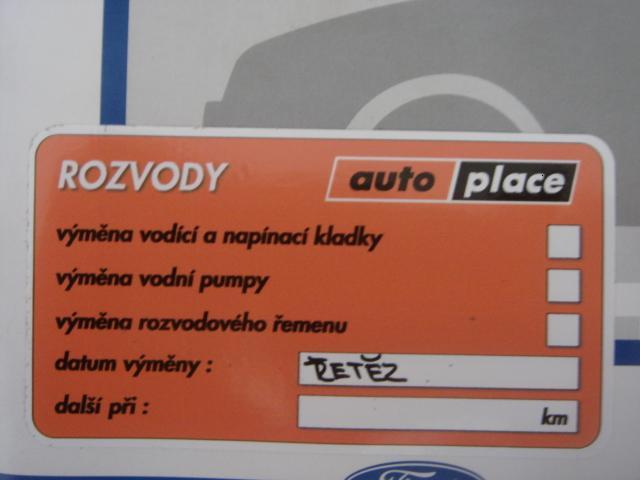 ROZVODY auto place
výměna vodící a napínací kladky
výměna vodní pumpy
výměna rozvodového řemenu
datum výměny : ŘETĚZ
další při : km
Ford